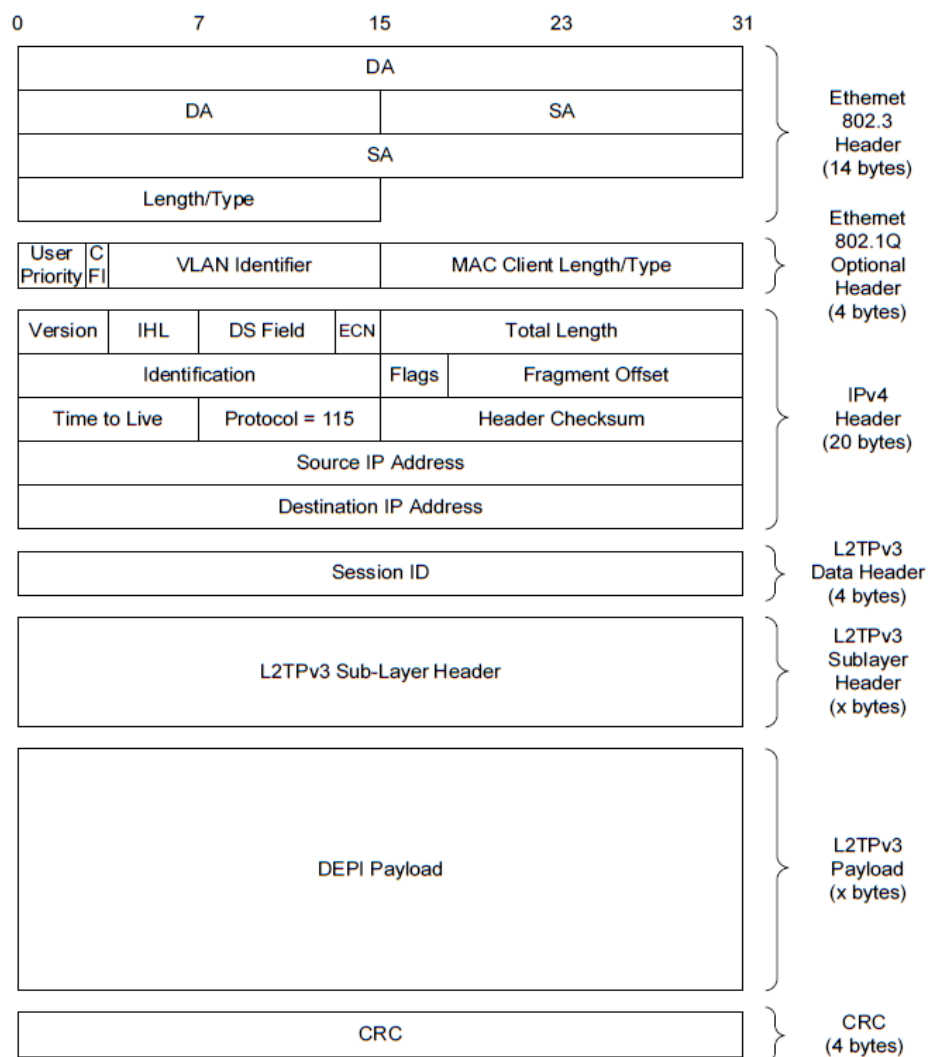 0 7 15 23 31
DA
DA SA
SA
Length/Type
Ethernet
802.3
Header
(14 bytes)
User
Priority
C
FI
VLAN Identifier
MAC Client Length/Type
Ethernet
802.1Q
Optional
Header
(4 bytes)
Version IHL DS Field ECN Total Length
Identification Flags Fragment Offset
Time to Live Protocol = 115 Header Checksum
Source IP Address
Destination IP Address
IPv4
Header
(20 bytes)
Session ID
L2TPv3
Data Header
(4 bytes)
L2TPv3 Sub-Layer Header
L2TPv3
Sublayer
Header
(x bytes)
DEPI Payload
L2TPv3
Payload
(x bytes)
CRC
CRC
(4 bytes)